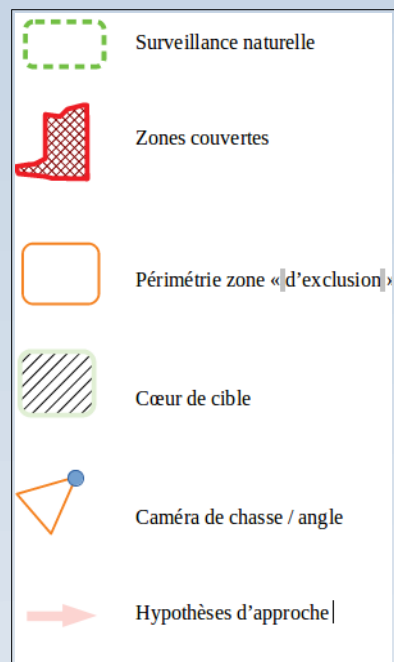 Surveillance naturelle
Zones couvertes
Périmétrie zone « d’exclusion »
Cœur de cible
Caméra de chasse / angle
Hypothèses d’approche